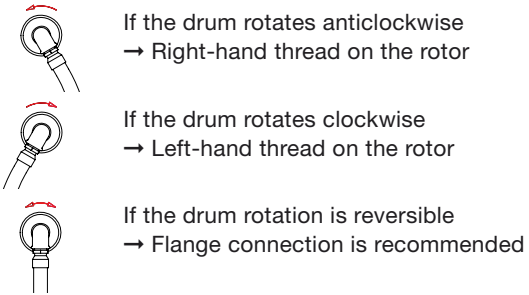 If the drum rotates anticlockwise
→ Right-hand thread on the rotor
If the drum rotates clockwise
→ Left-hand thread on the rotor
If the drum rotation is reversible
→ Flange connection is recommended